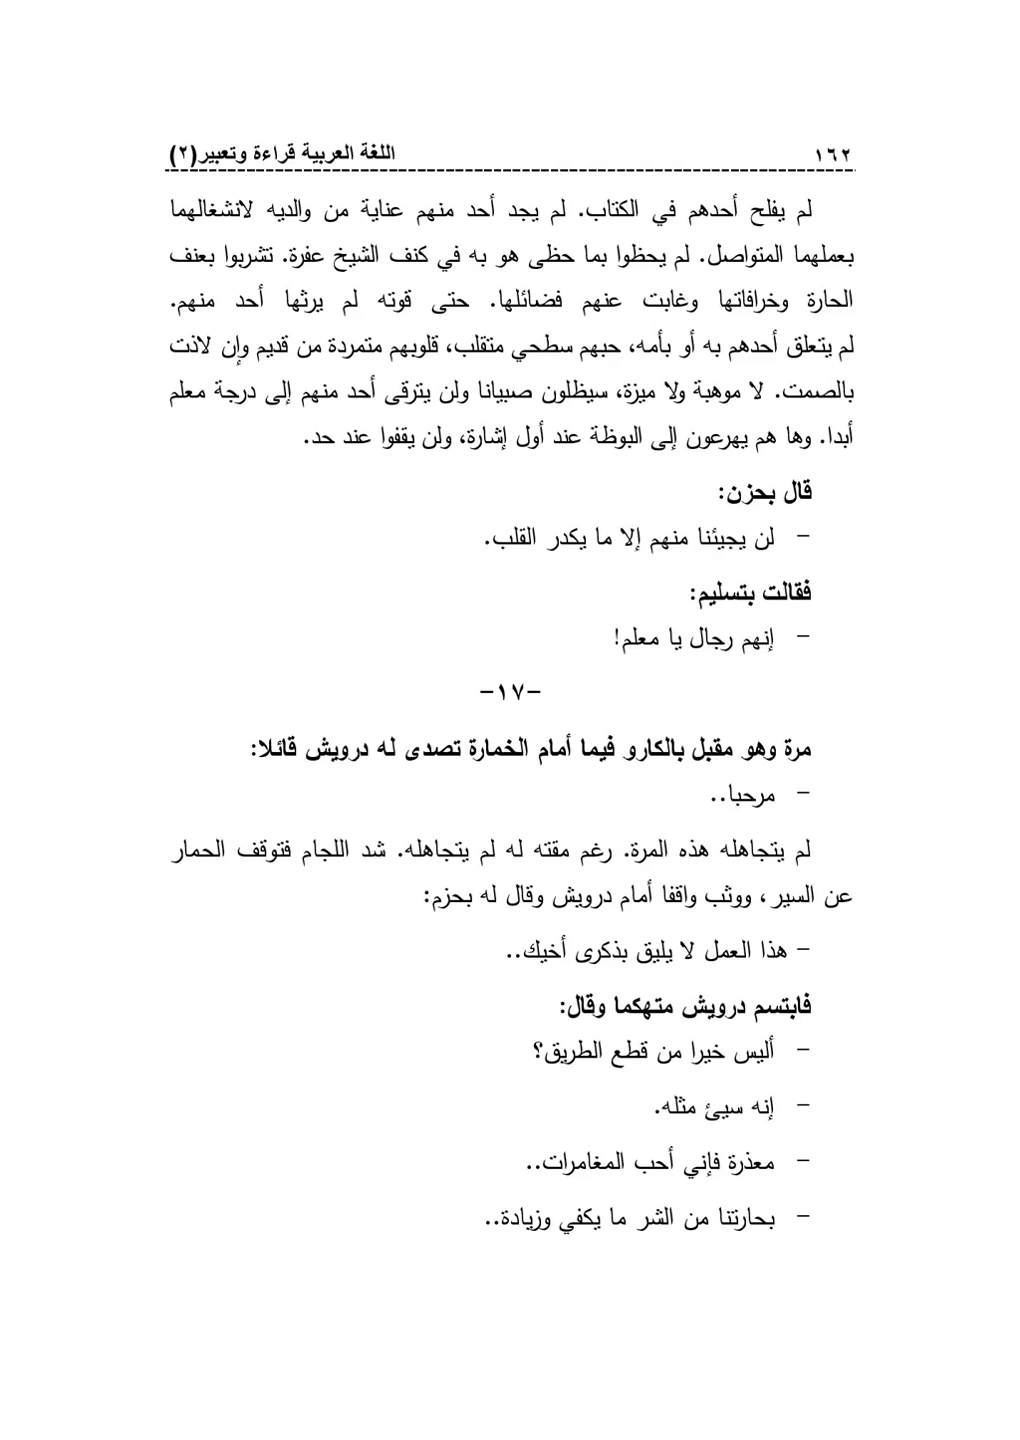 ١٦٢ اللغة العربية قراءة وتعبير(٢)
لم يفلح أحدهم في الكتاب. لم يجد أحد منهم عناية من والديه لانشغالهما
بعملهما المتواصل. لم يحظوا بما حظى هو به في كنف الشيخ عفرة. تشربوا بعنف
الحارة وخرافاتها وغابت عنهم فضائلها. حتى قوته لم يرثها أحد منهم.
لم يتعلق أحدهم به أو بأمه، حبهم سطحي متقلب، قلوبهم متمردة من قديم وإن لاذت
بالصمت. لا موهبة ولا ميزة، سيظلون صبيانا ولن يترقى أحد منهم إلى درجة معلم
أبدا. وها هم يهرعون إلى البوظة عند أول إشارة، ولن يقفوا عند حد.
قال بحزن:
- لن يجيئنا منهم إلا ما يكدر القلب.
فقالت بتسليم:
- إنهم رجال يا معلم!
-١٧-
مرة وهو مقبل بالكارو فيما أمام الخمارة تصدى له درويش قائلا:
- مرحبا..
لم يتجاهله هذه المرة. رغم مقته له لم يتجاهله. شد اللجام فتوقف الحمار
عن السير، ووثب واقفا أمام درويش وقال له بحزم:
- هذا العمل لا يليق بذكرى أخيك..
فابتسم درويش متهكما وقال:
- أليس خيرا من قطع الطريق؟
- إنه سيئ مثله.
- معذرة فإني أحب المغامرات..
- بحارتنا من الشر ما يكفي وزيادة..